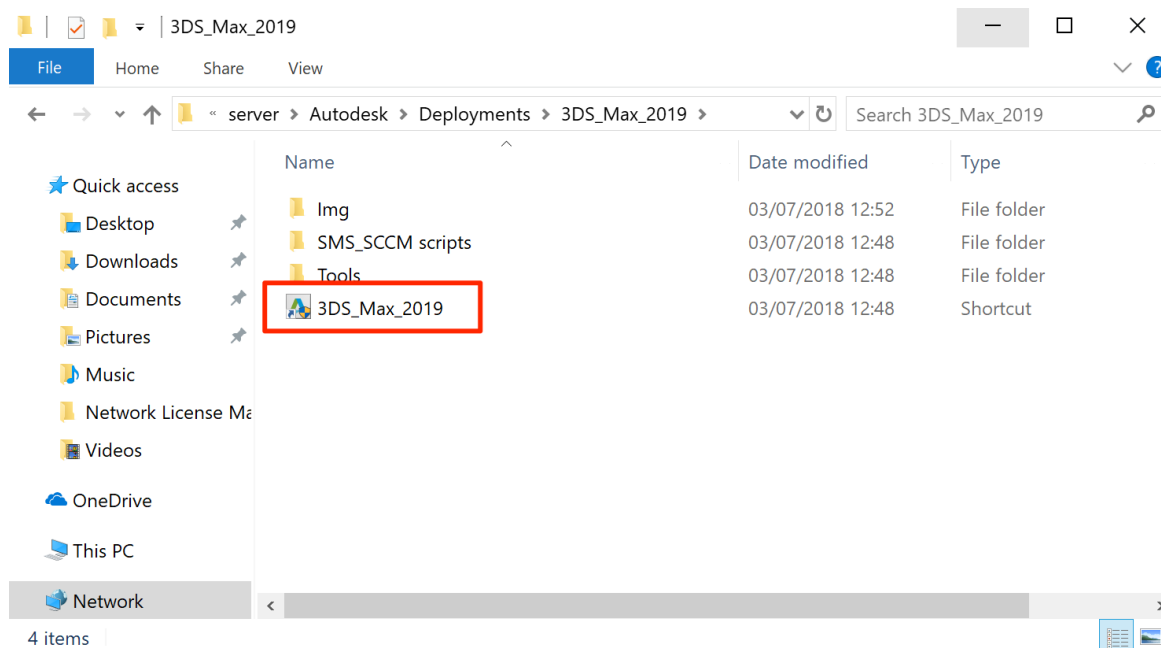 3DS_Max_2019
File Home Share View ?
« server > Autodesk > Deployments > 3DS_Max_2019 > Search 3DS_Max_2019
Name Date modified Type
Quick access
Desktop
Downloads
Documents
Pictures
Music
Network License Ma
Videos
OneDrive
This PC
Network
Img 03/07/2018 12:52 File folder
SMS_SCCM scripts 03/07/2018 12:48 File folder
Tools 03/07/2018 12:48 File folder
3DS_Max_2019 03/07/2018 12:48 Shortcut
4 items